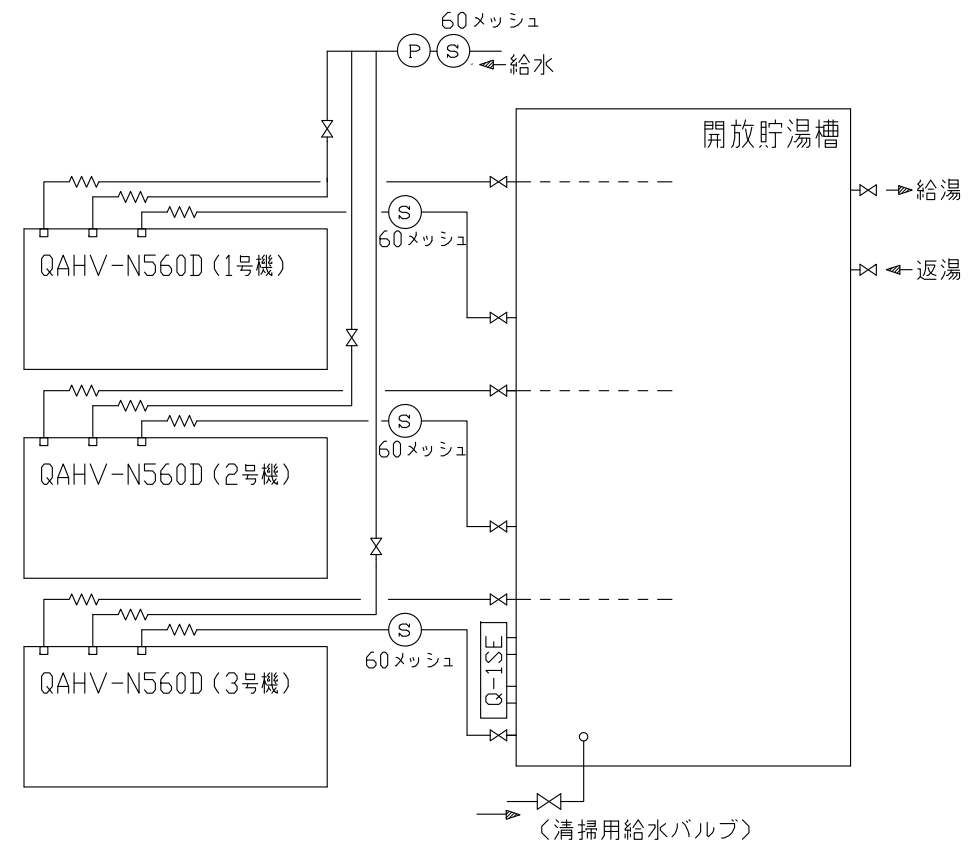 60メッシュ
P
S
給水
開放貯湯槽
給湯
S
60メッシュ
QAHV-N560D(1号機)
返湯
S
60メッシュ
QAHV-N560D(2号機)
S
60メッシュ
QAHV-N560D(3号機)
Q-1SE
(清掃用給水バルブ)